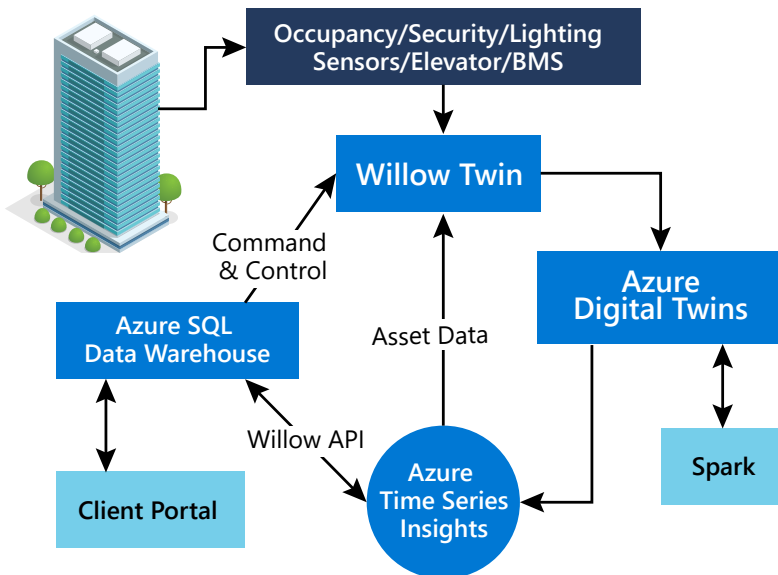 Occupancy/Security/Lighting
Sensors/Elevator/BMS
Willow Twin
Command
& Control
Azure
Digital Twins
Azure SQL
Data Warehouse
Asset Data
Willow API
Azure
Time Series
Insights
Spark
Client Portal